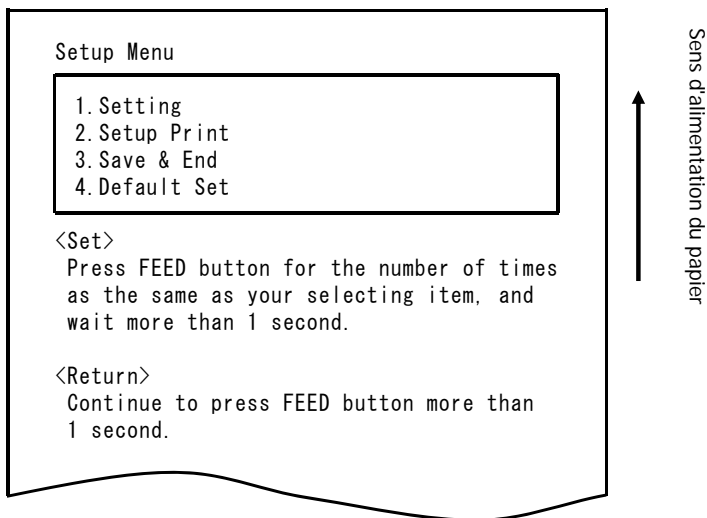 Setup Menu
1.Setting
2.Setup Print
3.Save & End
4.Default Set
<Set>
Press FEED button for the number of times
as the same as your selecting item, and
wait more than 1 second.
<Return>
Continue to press FEED button more than
1 second.
Sens d'alimentation du papier